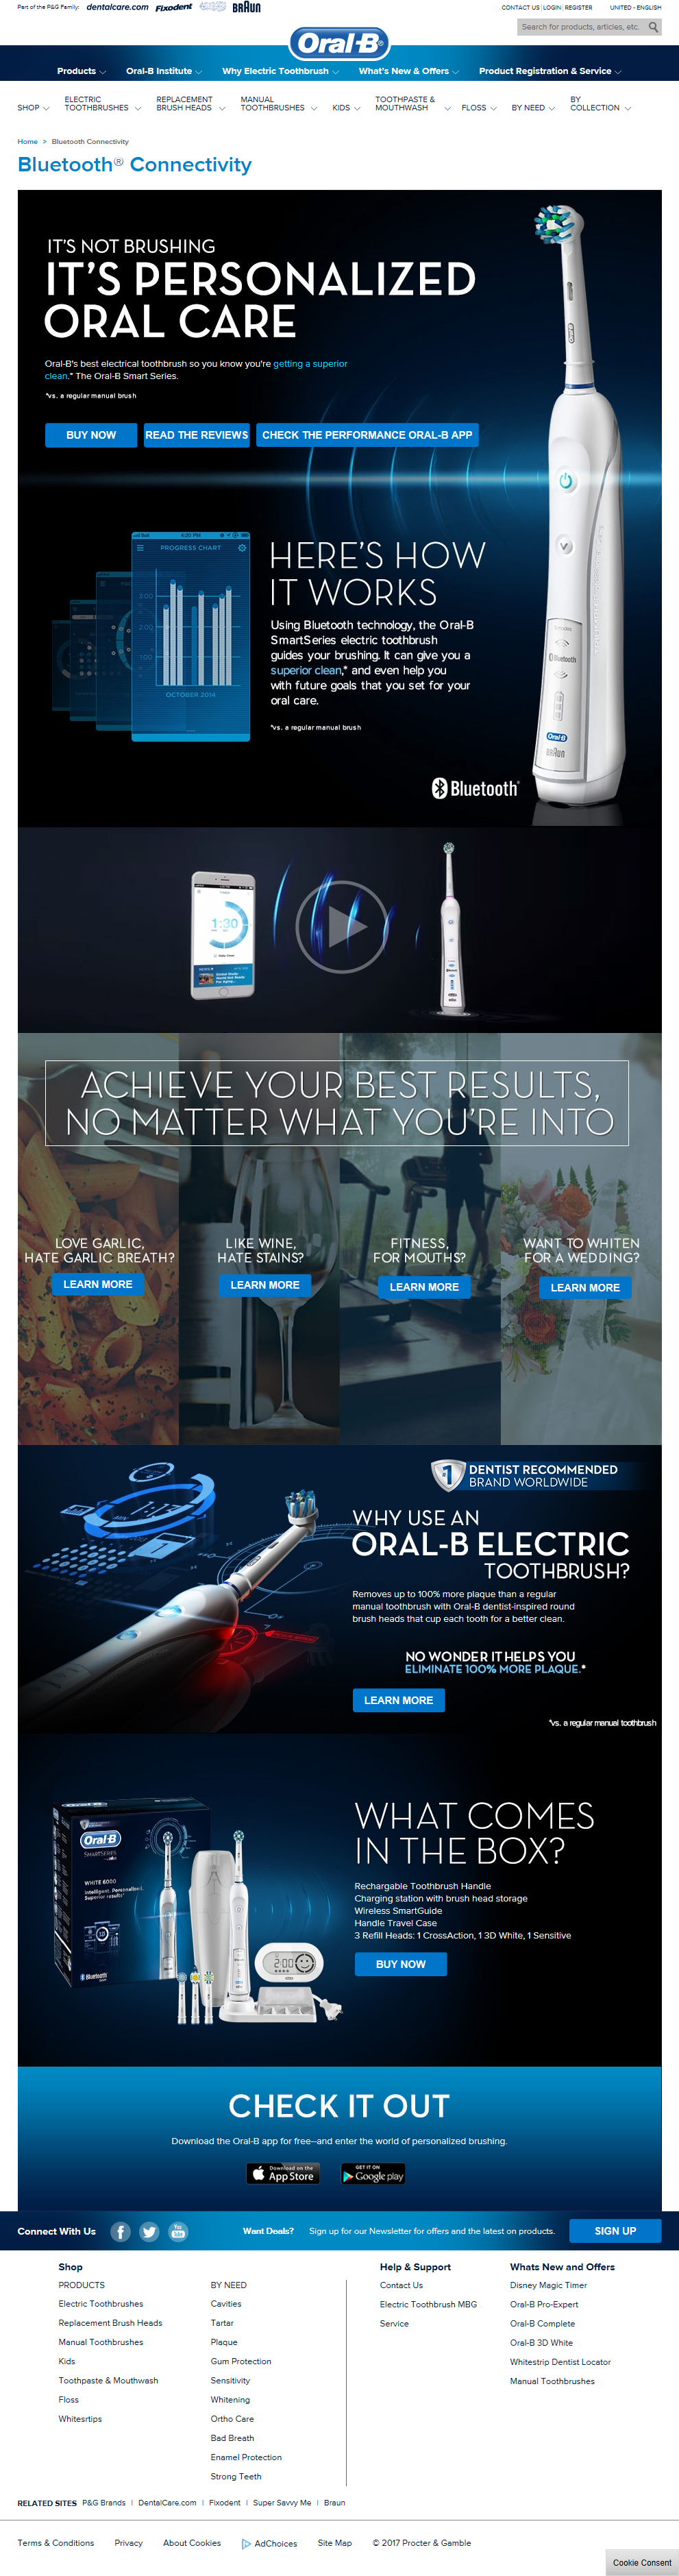 Part of the P&G Family: dentalcare.com Fixodent BRAUN
CONTACT US | LOGIN | REGISTER UNITED - ENGLISH
Search for products, articles, etc.
Oral-B
Products Oral-B Institute Why Electric Toothbrush What's New & Offers Product Registration & Service
SHOP ELECTRIC TOOTHBRUSHES REPLACEMENT BRUSH HEADS MANUAL TOOTHBRUSHES KIDS TOOTHPASTE & MOUTHWASH FLOSS BY NEED BY COLLECTION
Home > Bluetooth Connectivity
Bluetooth® Connectivity
IT'S NOT BRUSHING
IT'S PERSONALIZED
ORAL CARE
Oral-B's best electrical toothbrush so you know you're getting a superior
clean.* The Oral-B Smart Series.
*vs. a regular manual brush
BUY NOW READ THE REVIEWS CHECK THE PERFORMANCE ORAL-B APP
4:20 PM
PROGRESS CHART
OCTOBER 2014
HERE'S HOW
IT WORKS
Using Bluetooth technology, the Oral-B
SmartSeries electric toothbrush
guides your brushing. It can give you a
superior clean,* and even help you
with future goals that you set for your
oral care.
*vs. a regular manual brush
Bluetooth
Oral-B
BRAUN
Bluetooth
1:30
ACHIEVE YOUR BEST RESULTS,
NO MATTER WHAT YOU'RE INTO
LOVE GARLIC,
HATE GARLIC BREATH?
LEARN MORE
LIKE WINE,
HATE STAINS?
LEARN MORE
FITNESS,
FOR MOUTHS?
LEARN MORE
WANT TO WHITEN
FOR A WEDDING?
LEARN MORE
#1 DENTIST RECOMMENDED
BRAND WORLDWIDE
WHY USE AN
ORAL-B ELECTRIC
TOOTHBRUSH?
Removes up to 100% more plaque than a regular
manual toothbrush with Oral-B dentist-inspired round
brush heads that cup each tooth for a better clean.
NO WONDER IT HELPS YOU
ELIMINATE 100% MORE PLAQUE.*
LEARN MORE
*vs. a regular manual toothbrush
Oral-B
SMARTSERIES
WHITE 6000
Intelligent. Personalized.
Superior results*
Bluetooth
2:00
WHAT COMES
IN THE BOX?
Rechargable Toothbrush Handle
Charging station with brush head storage
Wireless SmartGuide
Handle Travel Case
3 Refill Heads: 1 CrossAction, 1 3D White, 1 Sensitive
BUY NOW
CHECK IT OUT
Download the Oral-B app for free--and enter the world of personalized brushing.
Download on the App Store
GET IT ON Google play
Connect With Us Want Deals? Sign up for our Newsletter for offers and the latest on products. SIGN UP
Shop
PRODUCTS
Electric Toothbrushes
Replacement Brush Heads
Manual Toothbrushes
Kids
Toothpaste & Mouthwash
Floss
Whitesrtips
BY NEED
Cavities
Tartar
Plaque
Gum Protection
Sensitivity
Whitening
Ortho Care
Bad Breath
Enamel Protection
Strong Teeth
Help & Support
Contact Us
Electric Toothbrush MBG
Service
Whats New and Offers
Disney Magic Timer
Oral-B Pro-Expert
Oral-B Complete
Oral-B 3D White
Whitestrip Dentist Locator
Manual Toothbrushes
RELATED SITES P&G Brands | DentalCare.com | Fixodent | Super Savvy Me | Braun
Terms & Conditions Privacy About Cookies AdChoices Site Map © 2017 Procter & Gamble
Cookie Consent